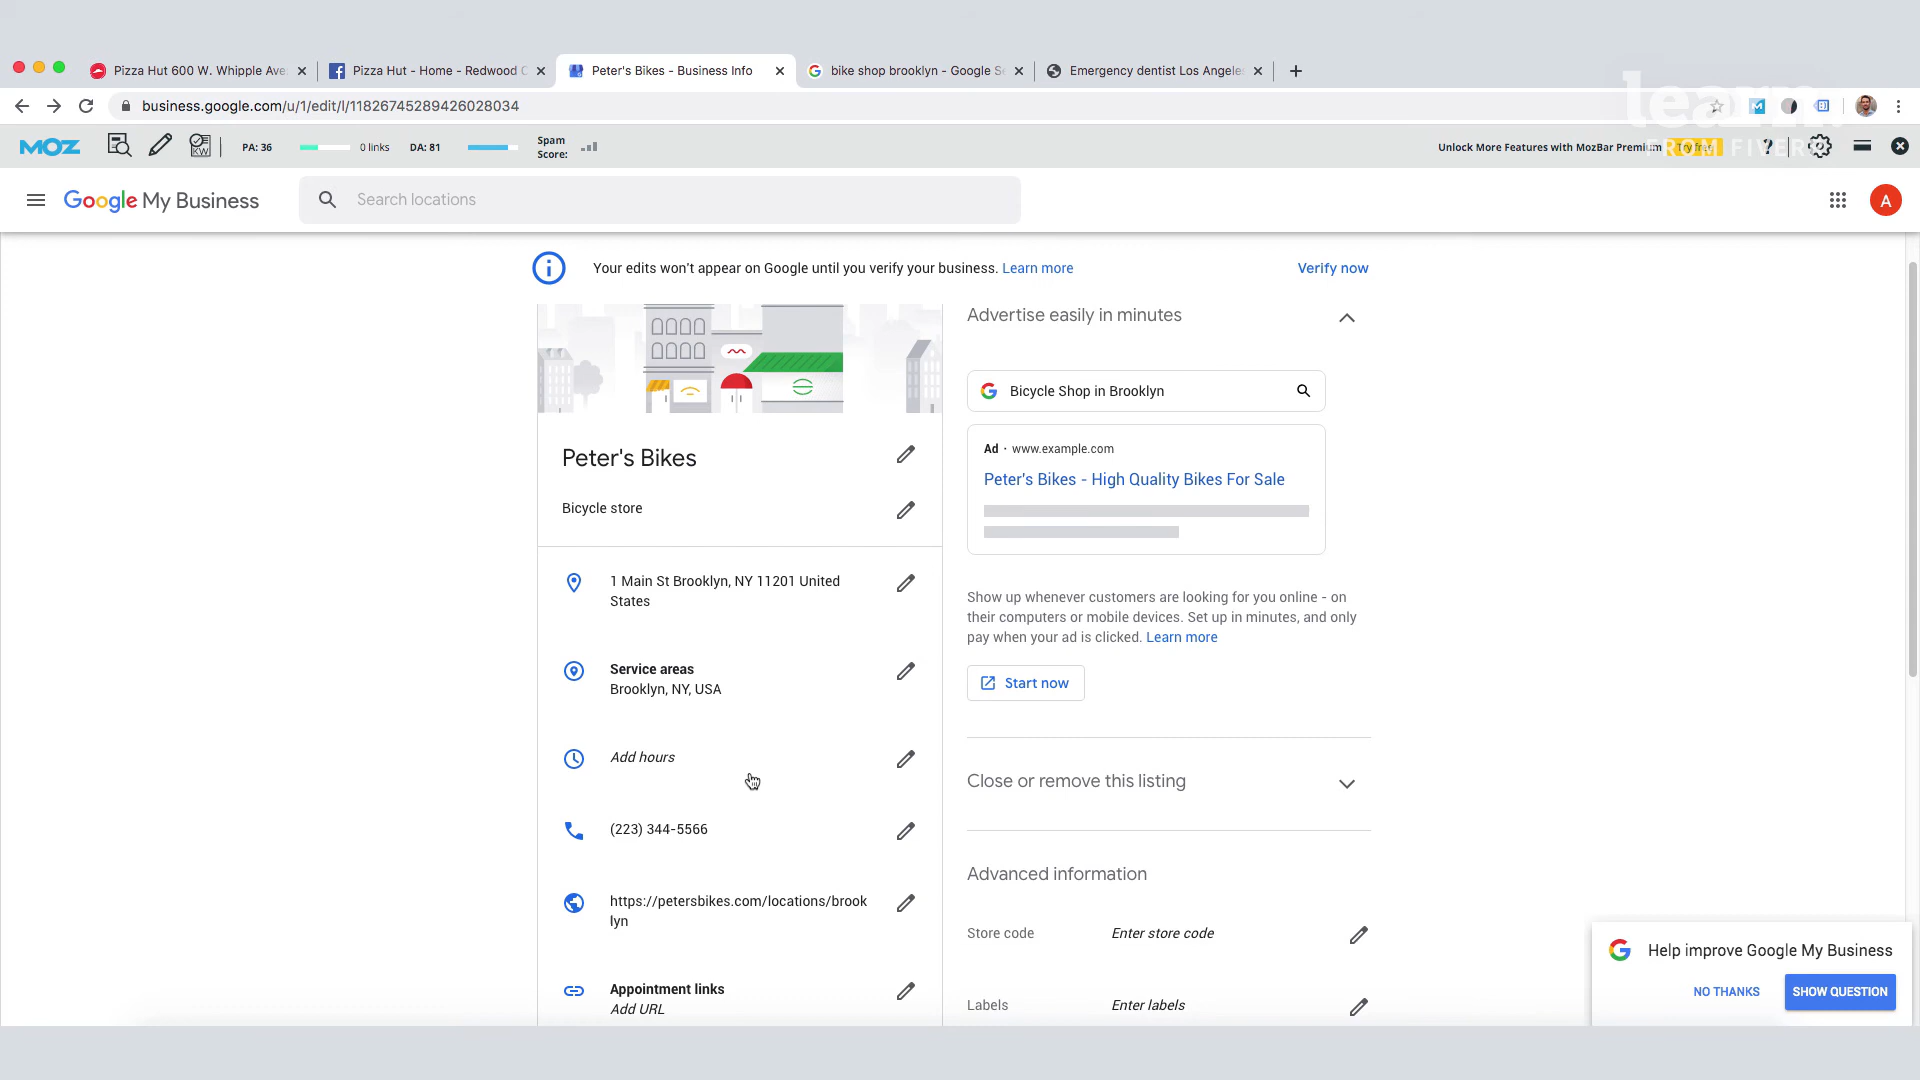 Pizza Hut 600 W. Whipple Ave
Pizza Hut - Home - Redwood C
Peter's Bikes - Business Info
bike shop brooklyn - Google Se
Emergency dentist Los Angele
business.google.com/u/1/edit/l/11826745289426028034
learn.
FROM FIVERR
MOZ
KW
PA: 36
0 links
DA: 81
Spam
Score:
Unlock More Features with MozBar Premium
Try free
?
Google My Business
Search locations
A
Your edits won't appear on Google until you verify your business. Learn more
Verify now
Peter's Bikes
Bicycle store
1 Main St Brooklyn, NY 11201 United
States
Service areas
Brooklyn, NY, USA
Add hours
(223) 344-5566
https://petersbikes.com/locations/brook
lyn
Appointment links
Add URL
Advertise easily in minutes
Bicycle Shop in Brooklyn
Ad · www.example.com
Peter's Bikes - High Quality Bikes For Sale
Show up whenever customers are looking for you online - on
their computers or mobile devices. Set up in minutes, and only
pay when your ad is clicked. Learn more
Start now
Close or remove this listing
Advanced information
Store code
Enter store code
Labels
Enter labels
Help improve Google My Business
NO THANKS
SHOW QUESTION